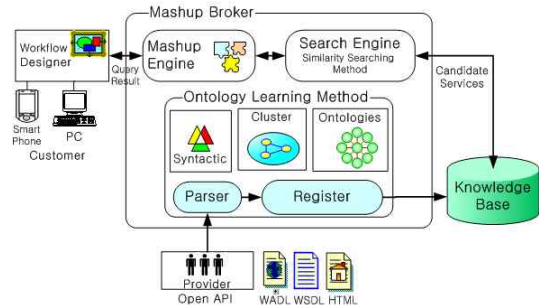 Mashup Broker
Workflow
Designer
Query
Result
Mashup
Engine
Search Engine
Similarity Searching
Method
Candidate
Services
Smart
Phone
PC
Customer
Ontology Learning Method
Syntactic
Cluster
Ontologies
Parser
Register
Knowledge
Base
Provider
Open API
WADL
WSDL
HTML